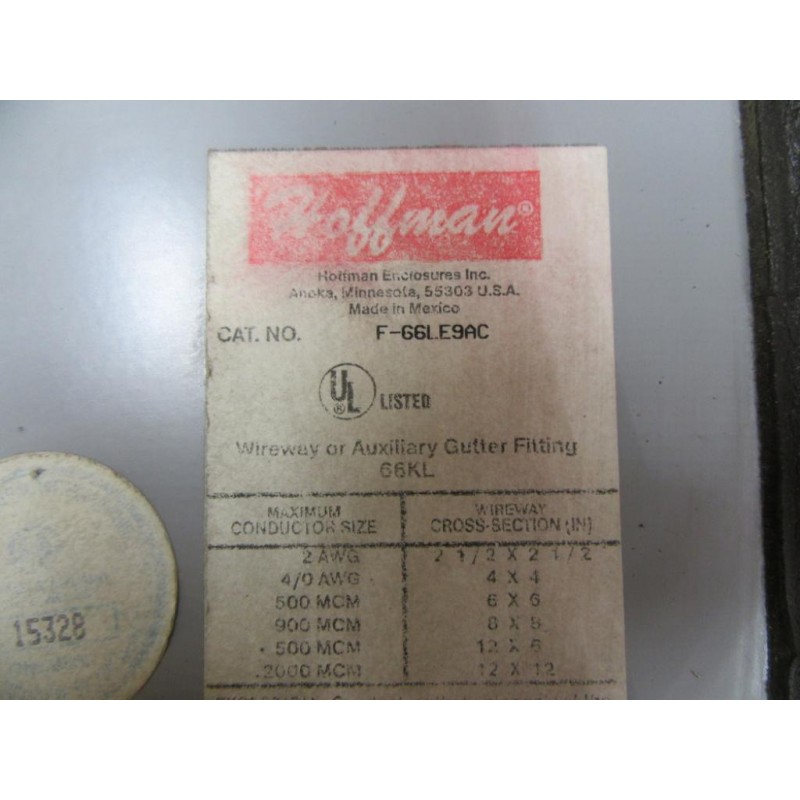 Hoffman®
Hoffman Enclosures Inc.
Anoka, Minnesota, 55303 U.S.A.
Made in Mexico
CAT. NO. F-66LE9AC
UL® LISTED
Wireway or Auxiliary Gutter Fitting
66KL
MAXIMUM CONDUCTOR SIZE
WIREWAY CROSS-SECTION (IN)
2 AWG 2 1/2 X 2 1/2
4/0 AWG 4 X 4
500 MCM 6 X 6
900 MCM 8 X 8
500 MCM 12 X 6
2000 MCM 12 X 12
15328